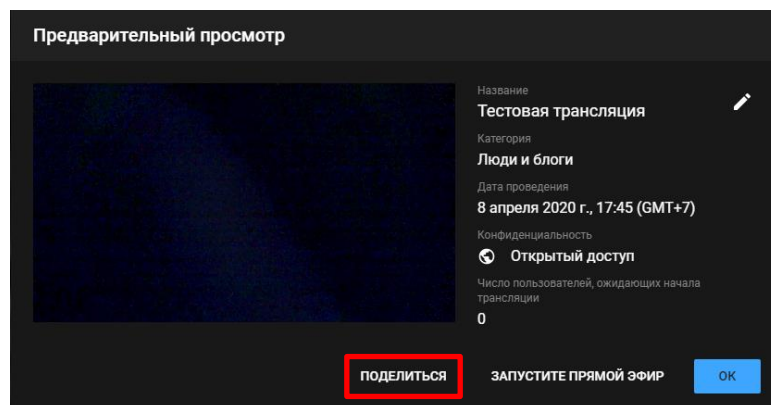 Предварительный просмотр
Название
Тестовая трансляция
Категория
Люди и блоги
Дата проведения
8 апреля 2020 г., 17:45 (GMT+7)
Конфиденциальность
Открытый доступ
Число пользователей, ожидающих начала
трансляции
0
ПОДЕЛИТЬСЯ ЗАПУСТИТЕ ПРЯМОЙ ЭФИР ОК